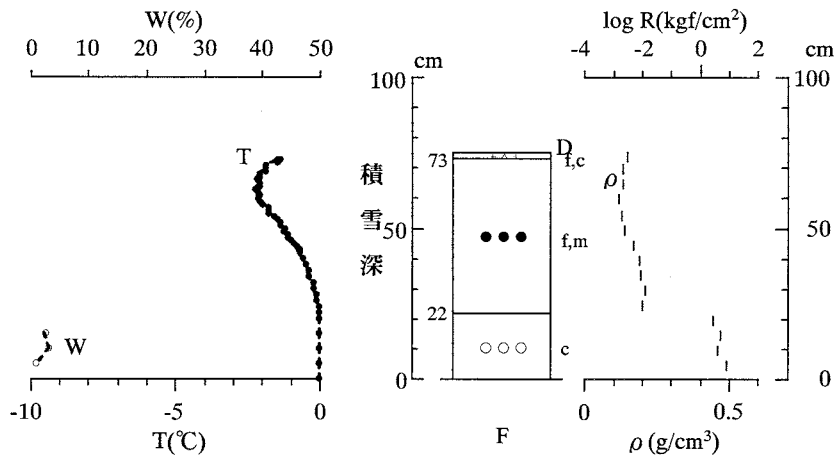 W(%)
0 10 20 30 40 50
cm
100
50
0
T
W
-10 -5 0
T(℃)
積
雪
深
73
22
D
f,c
f,m
c
F
log R(kgf/cm²)
-4 -2 0 2
cm
100
50
0
ρ
0 0.5
ρ (g/cm³)